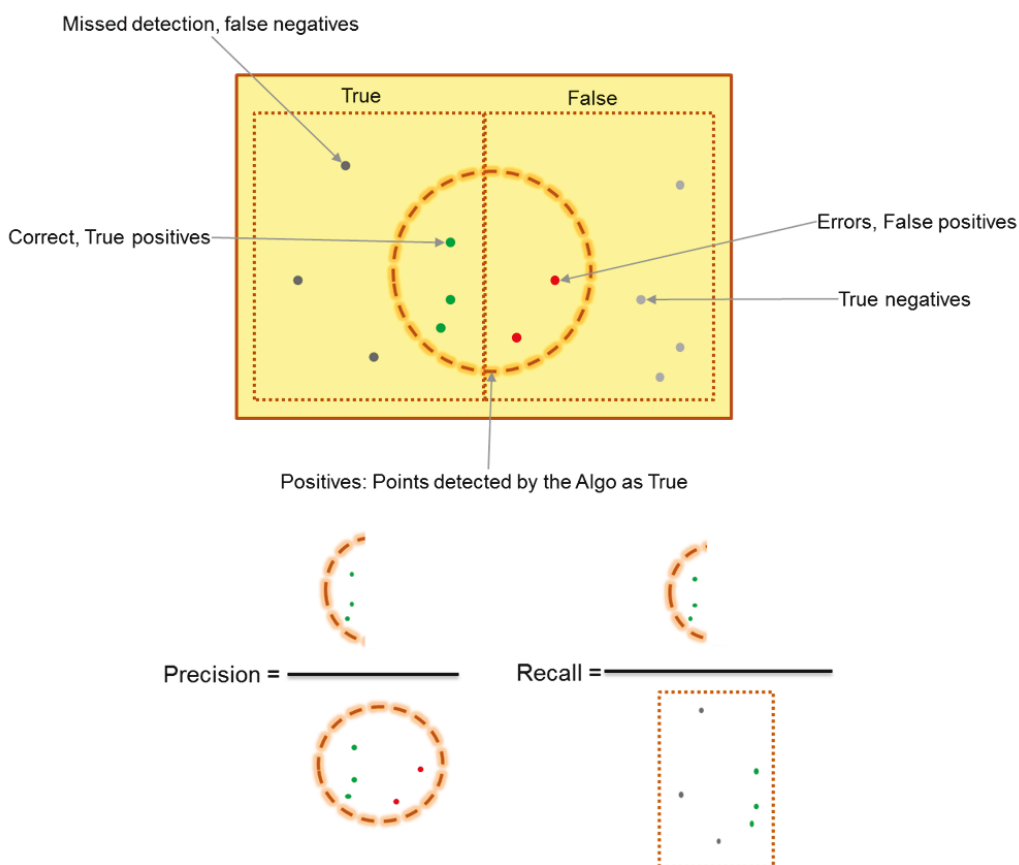 Missed detection, false negatives
True
False
Correct, True positives
Errors, False positives
True negatives
Positives: Points detected by the Algo as True
Precision =
Recall =